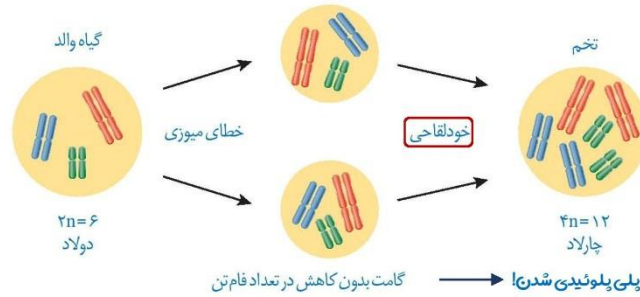 گیاه والد
تخم
خطای میوزی
خودلقاحی
۲n = ۶
دولاد
۴n = ۱۲
چارلاد
گامت بدون کاهش در تعداد فام‌تن
پلی پلوئیدی شدن!